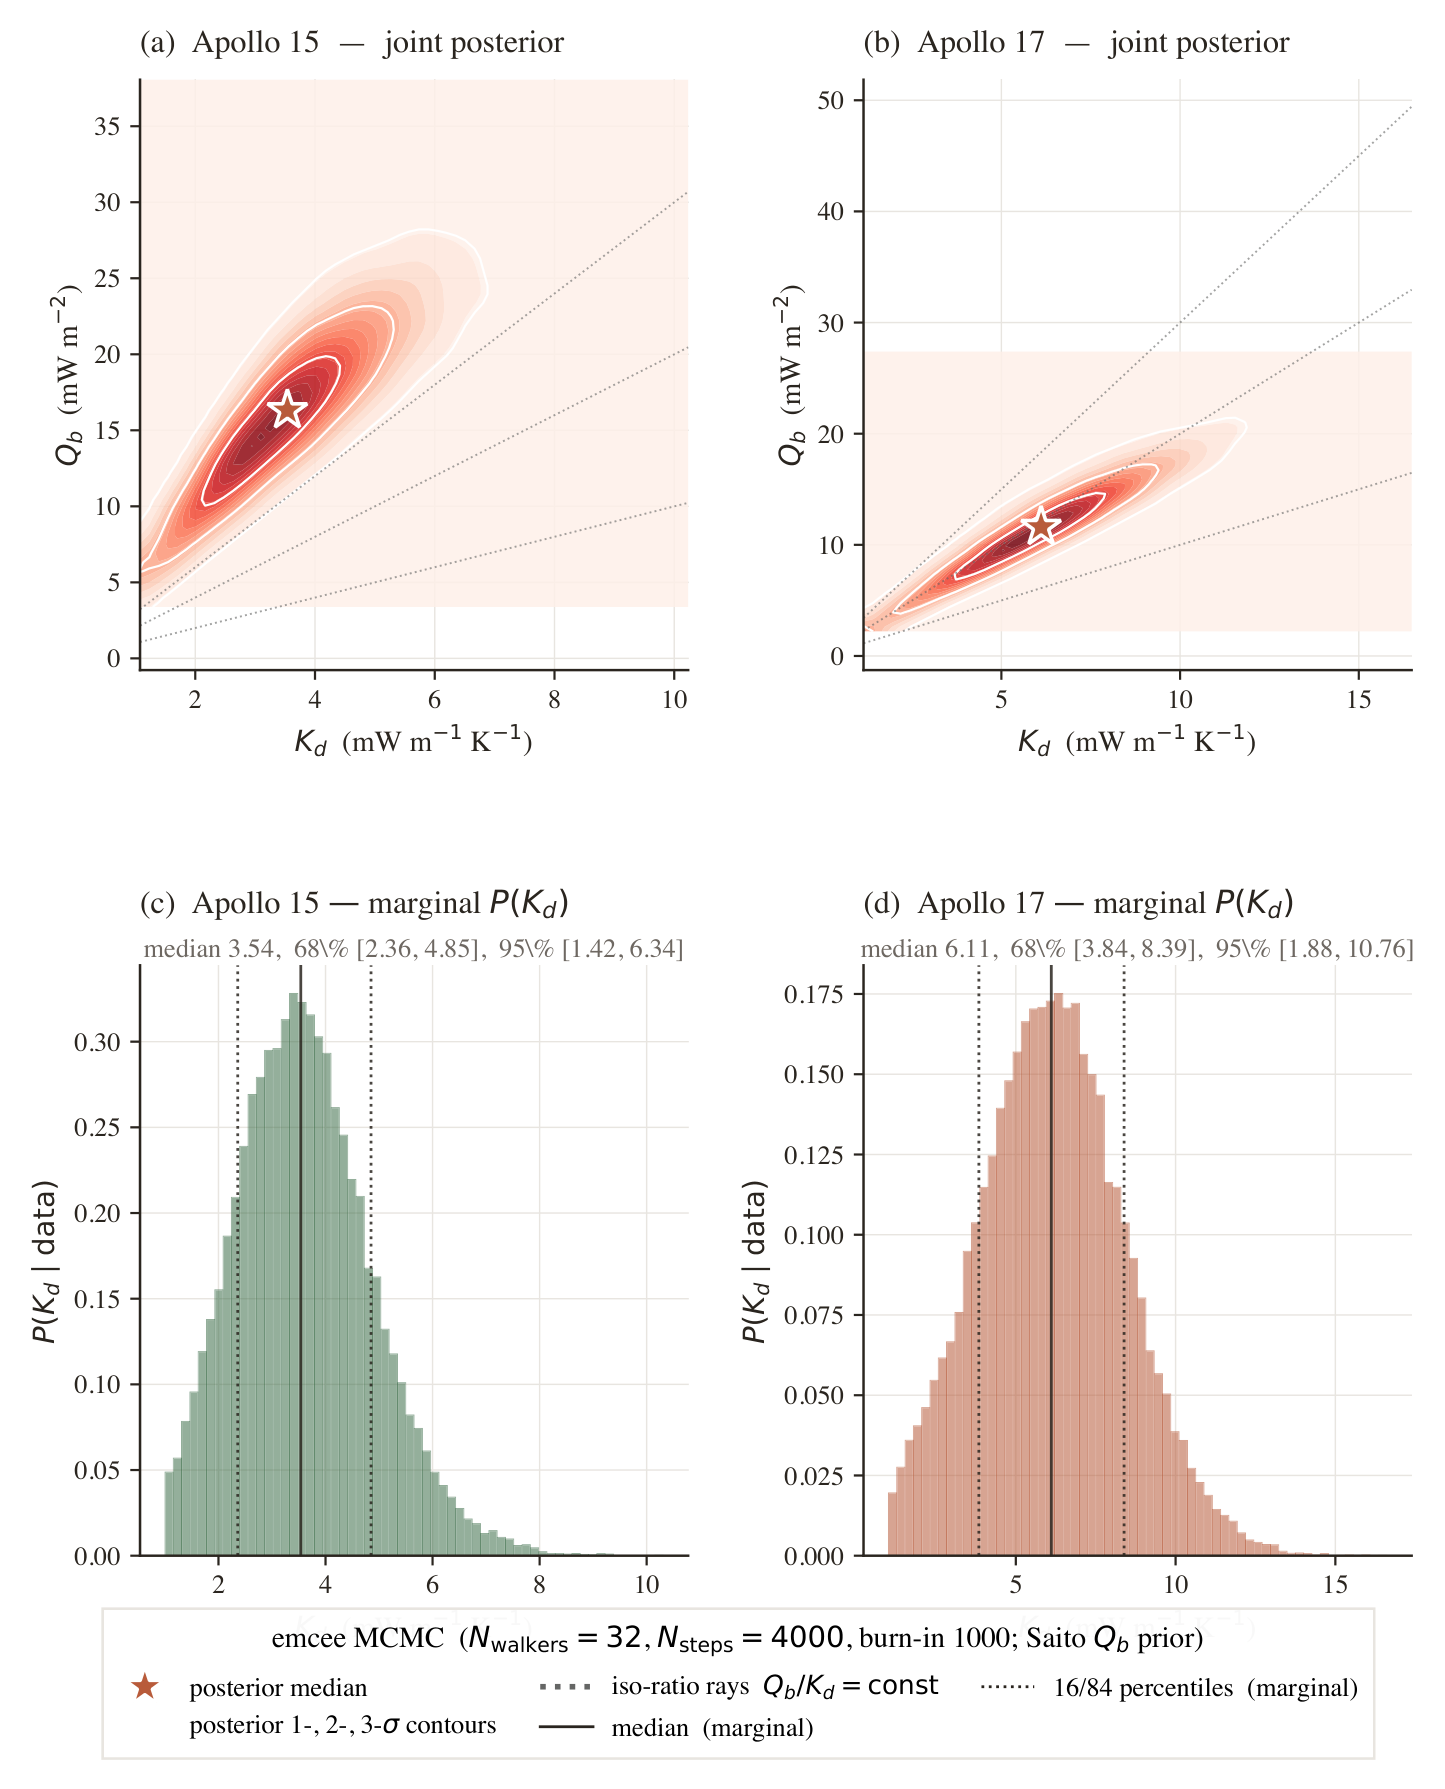 (a) Apollo 15 — joint posterior
35
30
25
20
15
10
5
0
Q_b (mW m⁻²)
2 4 6 8 10
K_d (mW m⁻¹ K⁻¹)
(b) Apollo 17 — joint posterior
50
40
30
20
10
0
Q_b (mW m⁻²)
5 10 15
K_d (mW m⁻¹ K⁻¹)
(c) Apollo 15 — marginal P(K_d)
median 3.54, 68\% [2.36, 4.85], 95\% [1.42, 6.34]
0.30
0.25
0.20
0.15
0.10
0.05
0.00
P(K_d | data)
2 4 6 8 10
(d) Apollo 17 — marginal P(K_d)
median 6.11, 68\% [3.84, 8.39], 95\% [1.88, 10.76]
0.175
0.150
0.125
0.100
0.075
0.050
0.025
0.000
P(K_d | data)
5 10 15
emcee MCMC (N_walkers = 32, N_steps = 4000, burn-in 1000; Saito Q_b prior)
posterior median
posterior 1-, 2-, 3-σ contours
iso-ratio rays Q_b/K_d = const
median (marginal)
16/84 percentiles (marginal)